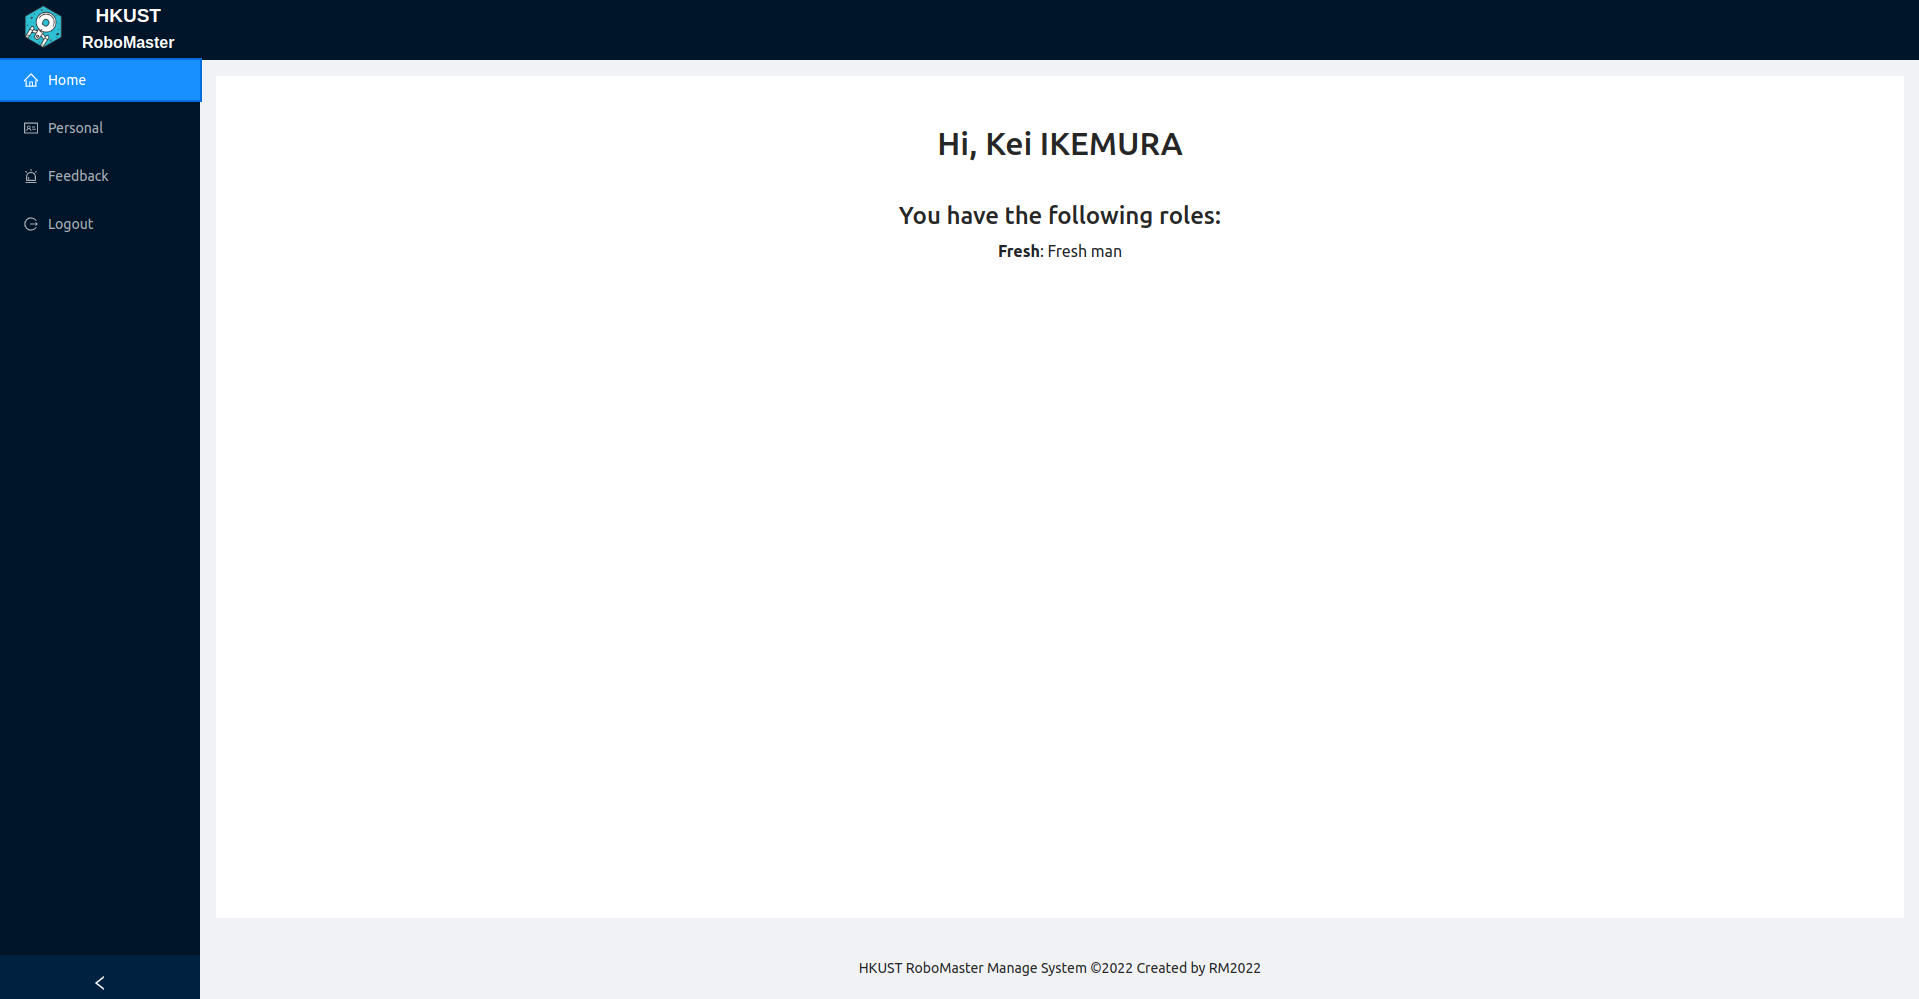 HKUST
RoboMaster
Home
Personal
Feedback
Logout
Hi, Kei IKEMURA
You have the following roles:
Fresh: Fresh man
HKUST RoboMaster Manage System ©2022 Created by RM2022